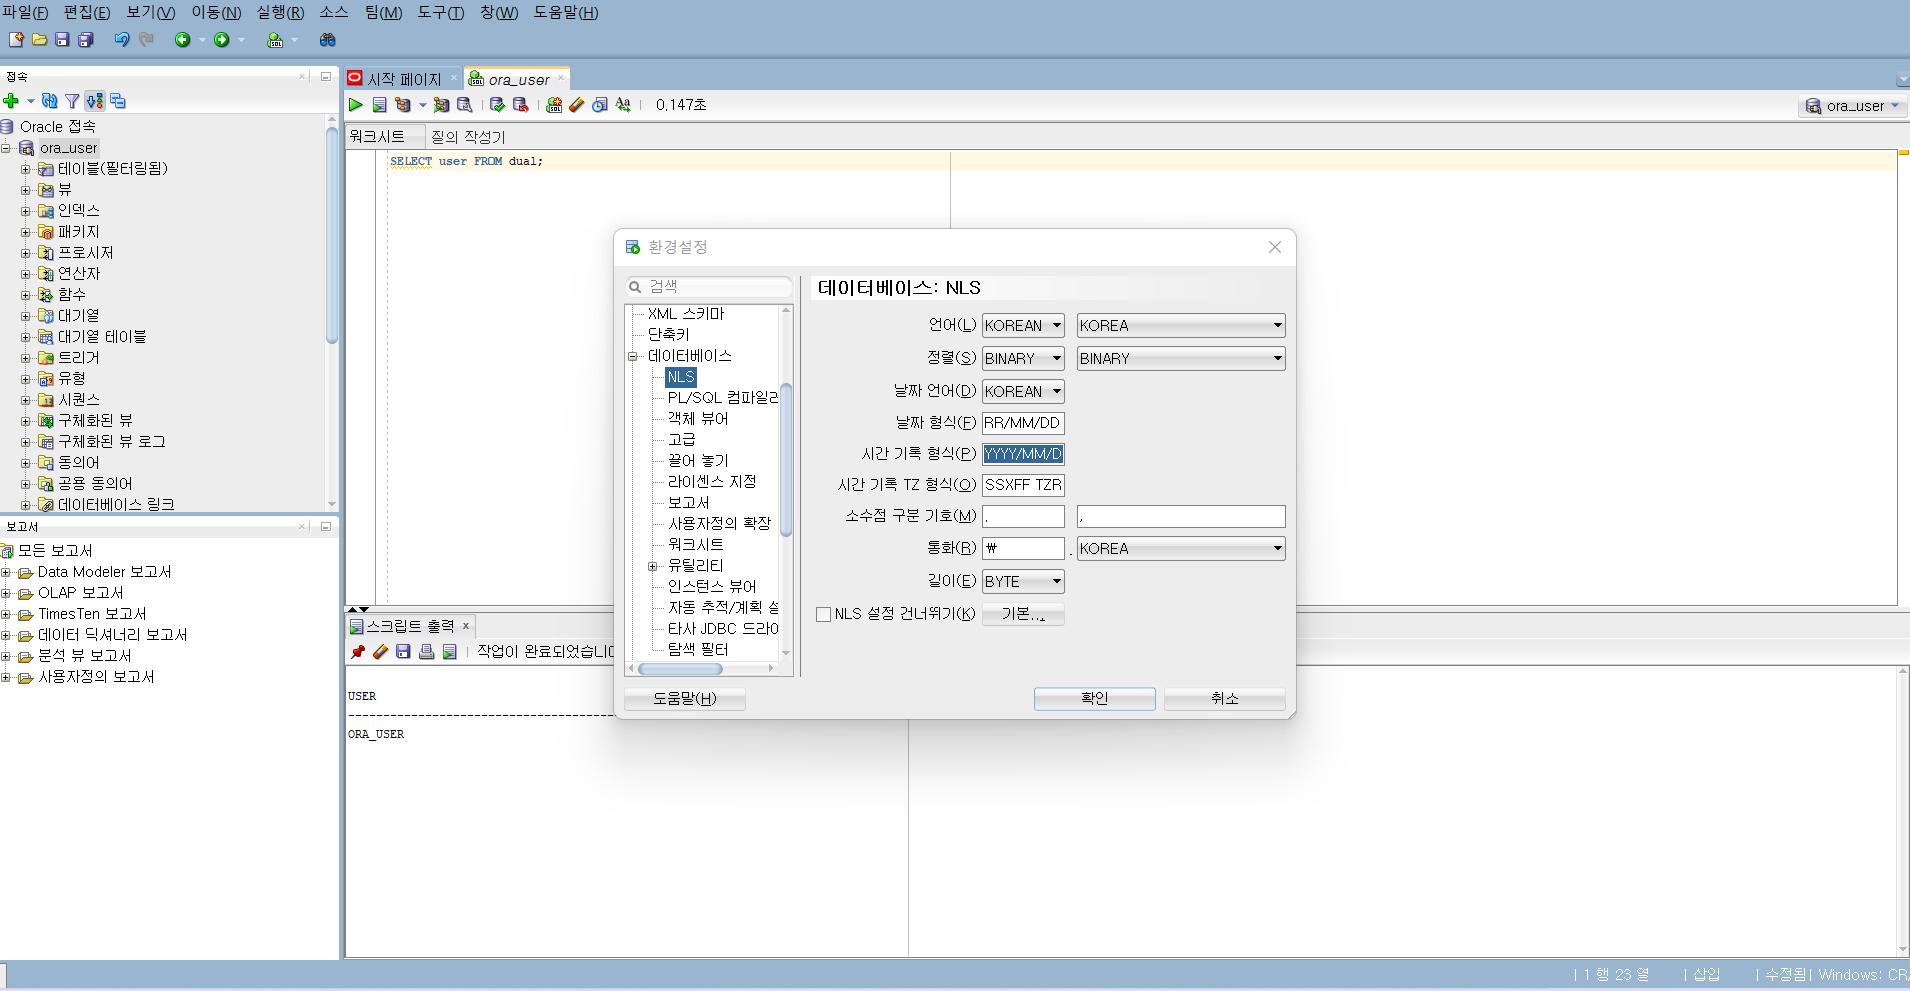 파일(F) 편집(E) 보기(V) 이동(N) 실행(R) 소스 팀(M) 도구(T) 창(W) 도움말(H)
접속
Oracle 접속
ora_user
테이블(필터링됨)
뷰
인덱스
패키지
프로시저
연산자
함수
대기열
대기열 테이블
트리거
유형
시퀀스
구체화된 뷰
구체화된 뷰 로그
동의어
공용 동의어
데이터베이스 링크
보고서
모든 보고서
Data Modeler 보고서
OLAP 보고서
TimesTen 보고서
데이터 딕셔너리 보고서
분석 뷰 보고서
사용자정의 보고서
시작 페이지 ora_user
0.147초 ora_user
워크시트 질의 작성기
SELECT user FROM dual;
환경설정
검색
XML 스키마
단축키
데이터베이스
NLS
PL/SQL 컴파일러
객체 뷰어
고급
끌어 놓기
라이센스 지정
보고서
사용자정의 확장
워크시트
유틸리티
인스턴스 뷰어
자동 추적/계획 설
타사 JDBC 드라이
탐색 필터
데이터베이스: NLS
언어(L) KOREAN KOREA
정렬(S) BINARY BINARY
날짜 언어(D) KOREAN
날짜 형식(F) RR/MM/DD
시간 기록 형식(P) YYYY/MM/D
시간 기록 TZ 형식(O) SSXFF TZR
소수점 구분 기호(M) . ,
통화(R) ₩ . KOREA
길이(E) BYTE
NLS 설정 건너뛰기(K) 기본...
도움말(H) 확인 취소
스크립트 출력
작업이 완료되었습니다
USER
--------------------------------------
ORA_USER
| 1 행 23 열 | 삽입 | 수정됨| Windows: CR/